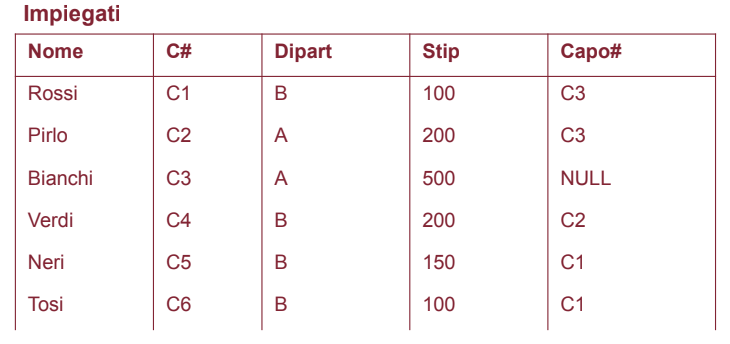 Impiegati
Nome C# Dipart Stip Capo#
Rossi C1 B 100 C3
Pirlo C2 A 200 C3
Bianchi C3 A 500 NULL
Verdi C4 B 200 C2
Neri C5 B 150 C1
Tosi C6 B 100 C1